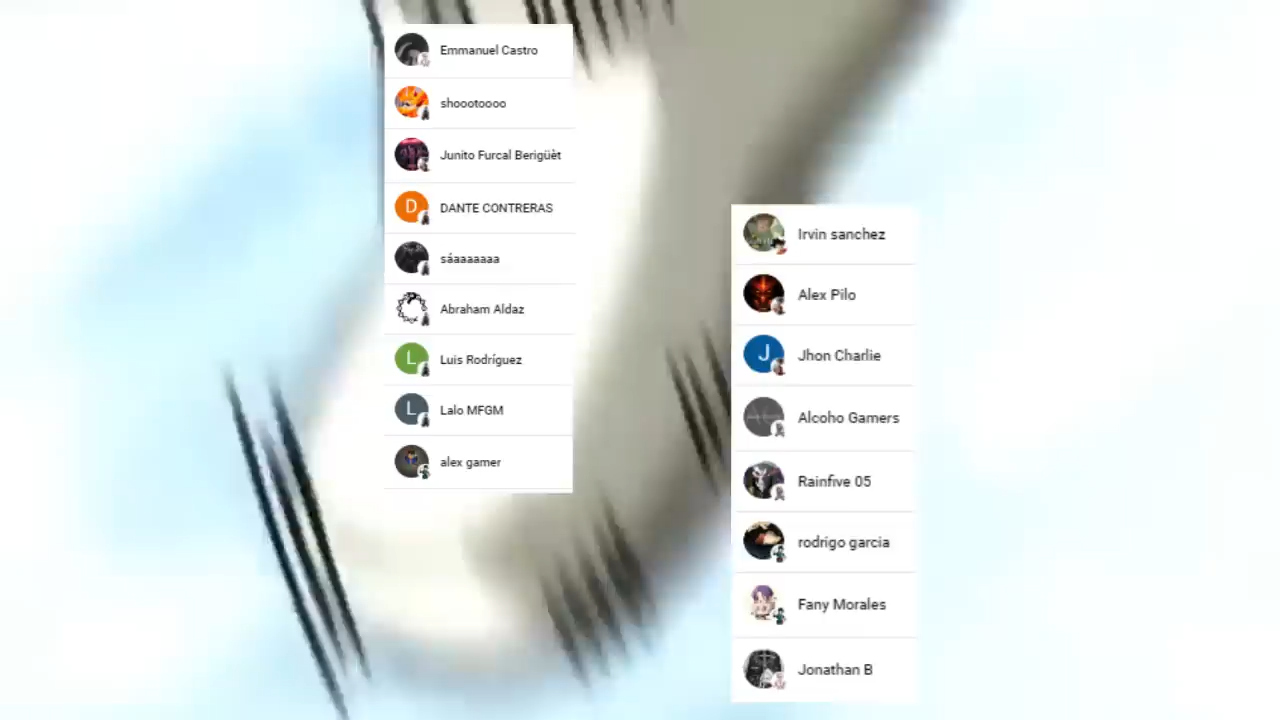 Emmanuel Castro
shoootoooo
Junito Furcal Berigüèt
D
DANTE CONTRERAS
sáaaaaaaa
Abraham Aldaz
L
Luis Rodríguez
L
Lalo MFGM
alex gamer
Irvin sanchez
Alex Pilo
J
Jhon Charlie
Alcoho Gamers
Rainfive 05
rodrigo garcia
Fany Morales
Jonathan B